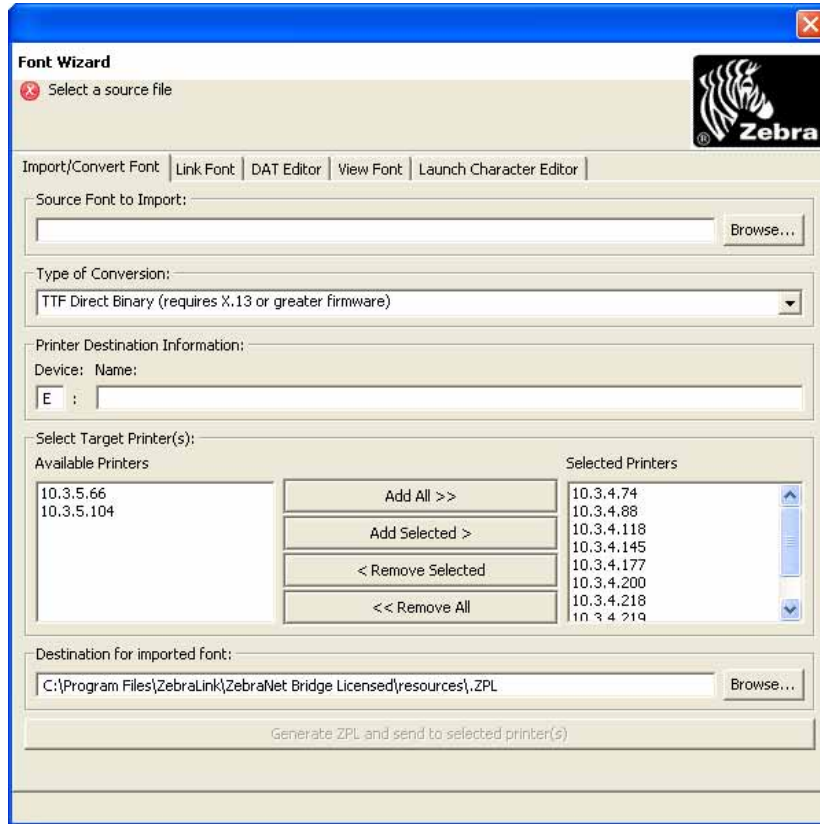 Font Wizard
Select a source file
® Zebra
Import/Convert Font Link Font DAT Editor View Font Launch Character Editor
Source Font to Import:
Browse...
Type of Conversion:
TTF Direct Binary (requires X.13 or greater firmware)
Printer Destination Information:
Device: Name:
E :
Select Target Printer(s):
Available Printers
10.3.5.66
10.3.5.104
Add All >>
Add Selected >
< Remove Selected
<< Remove All
Selected Printers
10.3.4.74
10.3.4.88
10.3.4.118
10.3.4.145
10.3.4.177
10.3.4.200
10.3.4.218
10.3.4.219
Destination for imported font:
C:\Program Files\ZebraLink\ZebraNet Bridge Licensed\resources\.ZPL
Browse...
Generate ZPL and send to selected printer(s)